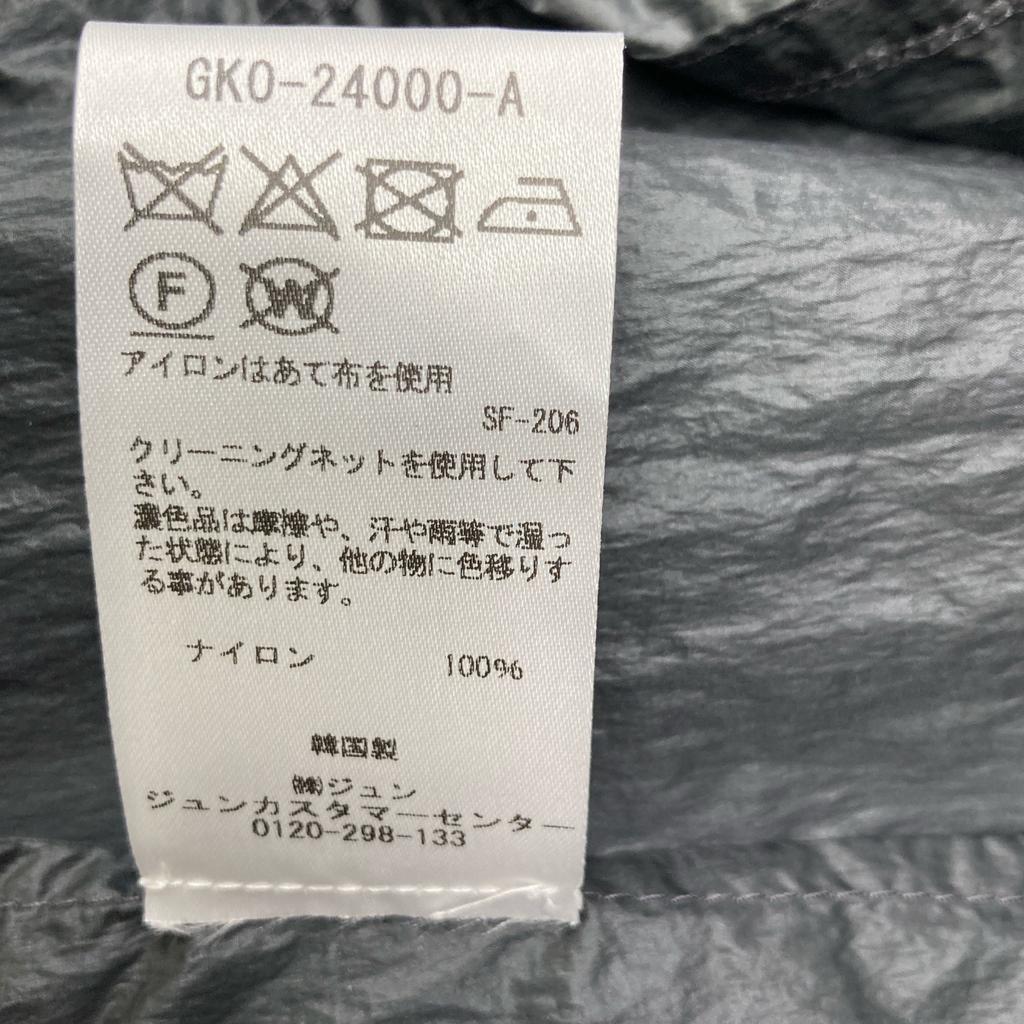 GKO-24000-A
F
W
アイロンはあて布を使用
SF-206
クリーニングネットを使用して下
さい。
濃色品は摩擦や、汗や雨等で湿っ
た状態により、他の物に色移りす
る事があります。
ナイロン 100%
韓国製
㈱ジュン
ジュンカスタマーセンター
0120-298-133